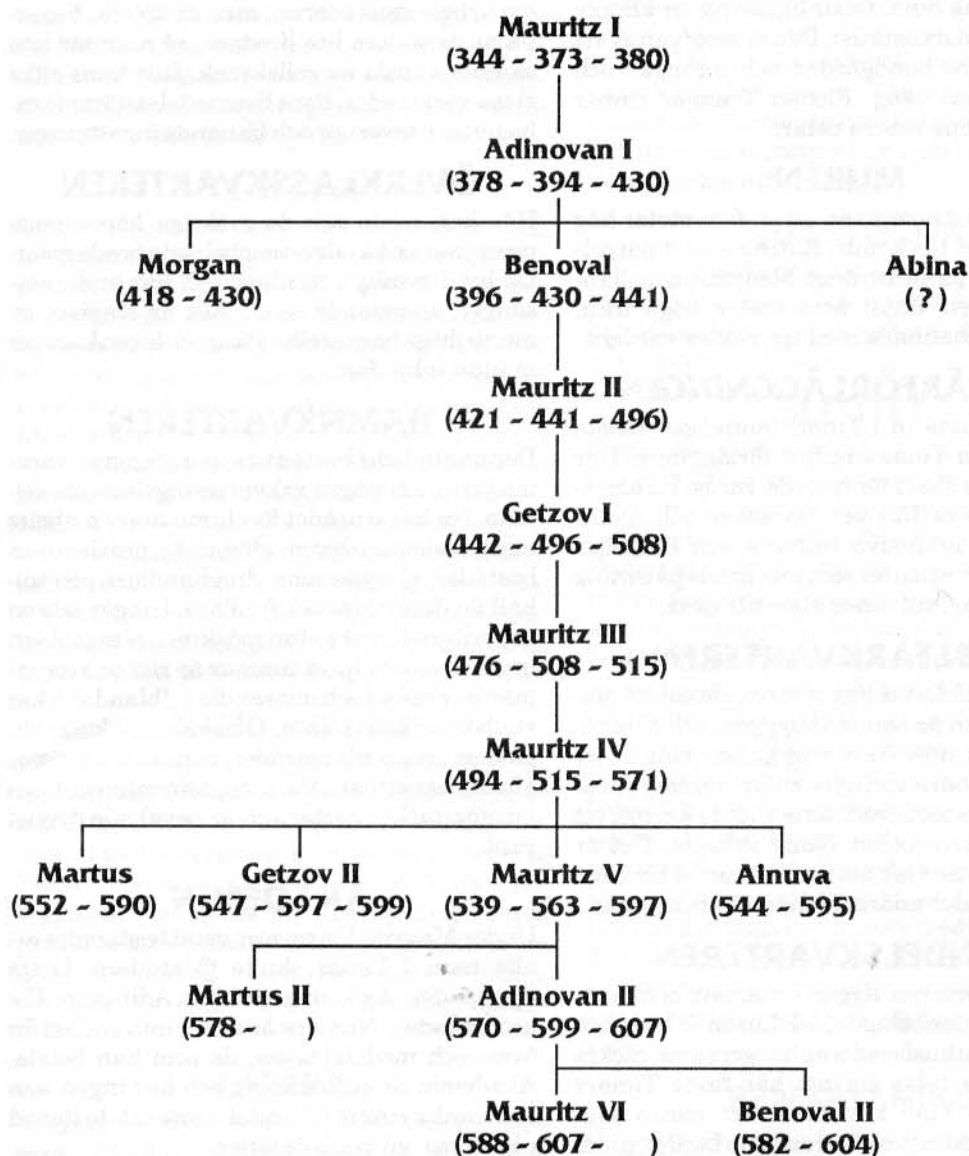 Mauritz I
(344 - 373 - 380)
Adinovan I
(378 - 394 - 430)
Morgan
(418 - 430)
Benoval
(396 - 430 - 441)
Abina
( ? )
Mauritz II
(421 - 441 - 496)
Getzov I
(442 - 496 - 508)
Mauritz III
(476 - 508 - 515)
Mauritz IV
(494 - 515 - 571)
Martus
(552 - 590)
Getzov II
(547 - 597 - 599)
Mauritz V
(539 - 563 - 597)
Ainuva
(544 - 595)
Martus II
(578 - )
Adinovan II
(570 - 599 - 607)
Mauritz VI
(588 - 607 - )
Benoval II
(582 - 604)